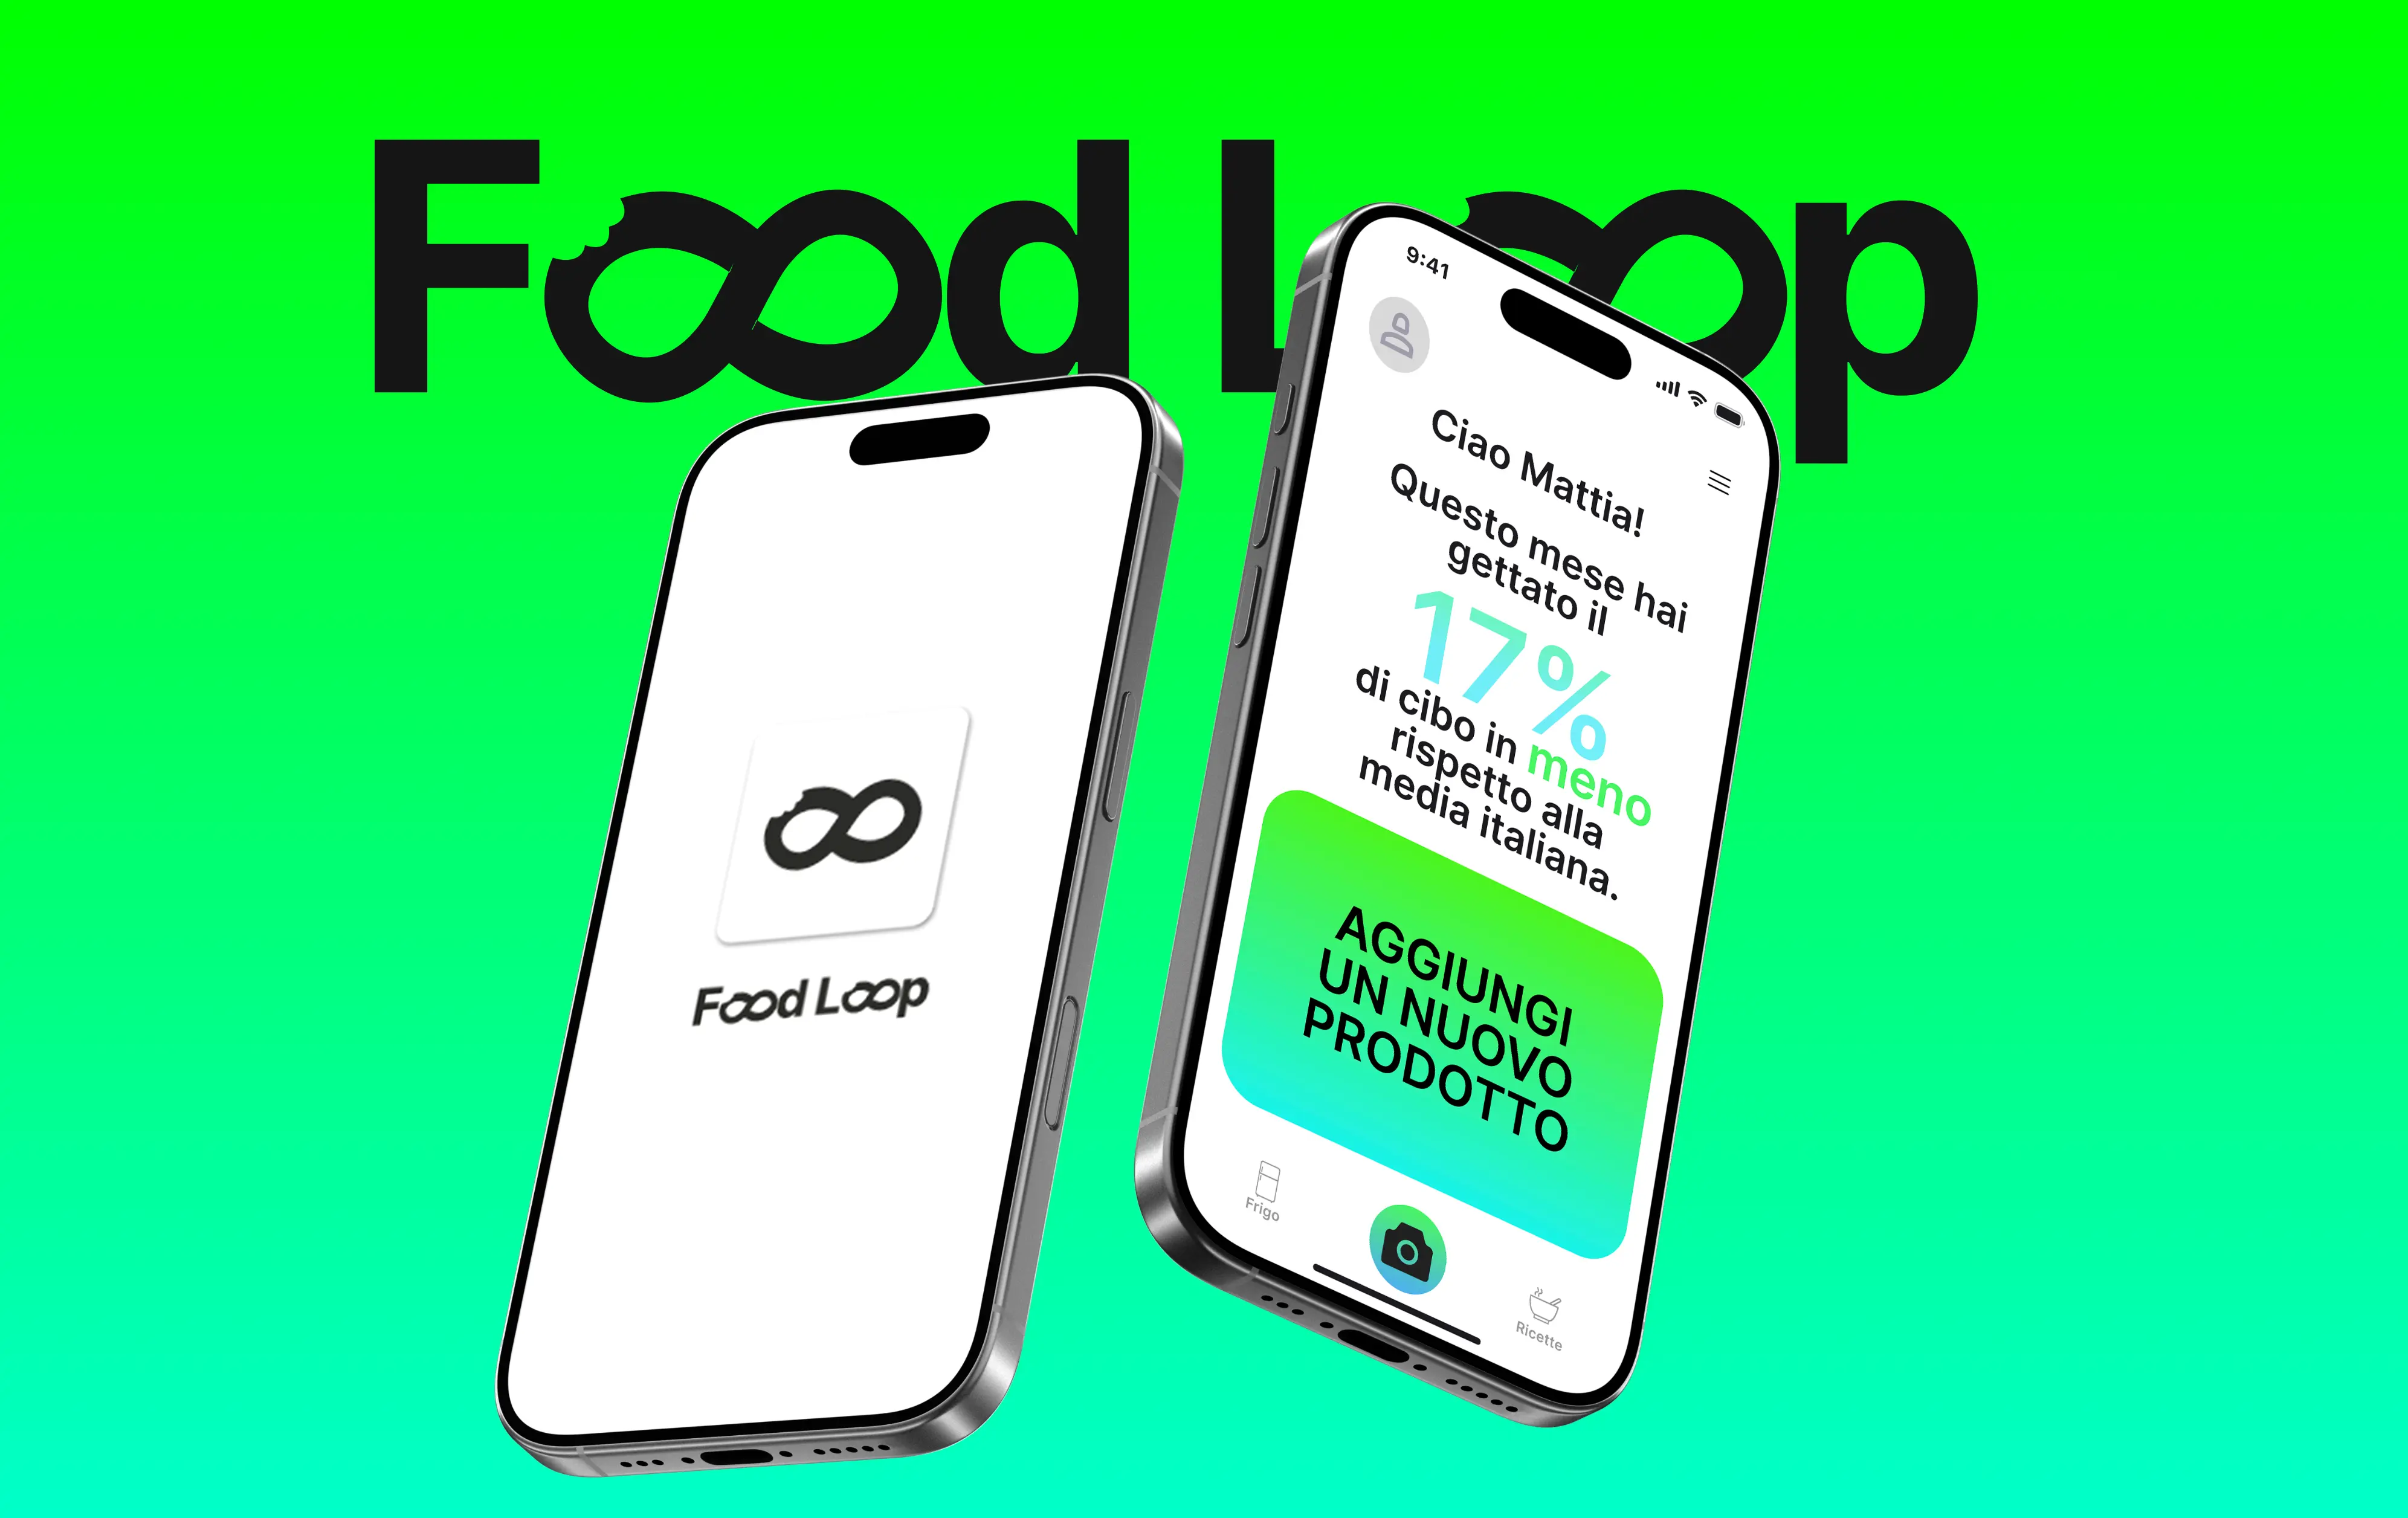 Food Loop
Food Loop
9:41
Ciao Mattia!
Questo mese hai
gettato il
17%
di cibo in meno
rispetto alla
media italiana.
AGGIUNGI
UN NUOVO
PRODOTTO
Frigo
Ricette